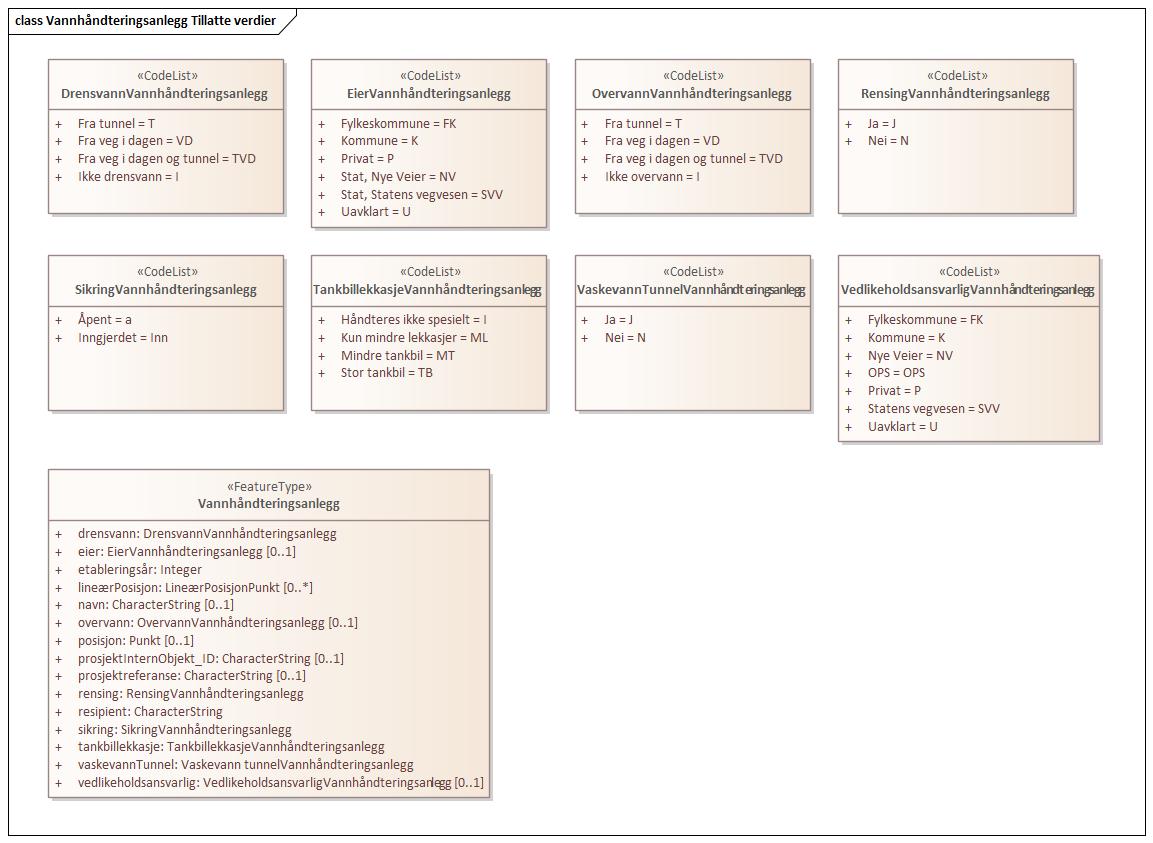 class Vannhåndteringsanlegg Tillatte verdier
«CodeList»
DrensvannVannhåndteringsanlegg
+ Fra tunnel = T
+ Fra veg i dagen = VD
+ Fra veg i dagen og tunnel = TVD
+ Ikke drensvann = I
«CodeList»
EierVannhåndteringsanlegg
+ Fylkeskommune = FK
+ Kommune = K
+ Privat = P
+ Stat, Nye Veier = NV
+ Stat, Statens vegvesen = SVV
+ Uavklart = U
«CodeList»
OvervannVannhåndteringsanlegg
+ Fra tunnel = T
+ Fra veg i dagen = VD
+ Fra veg i dagen og tunnel = TVD
+ Ikke overvann = I
«CodeList»
RensingVannhåndteringsanlegg
+ Ja = J
+ Nei = N
«CodeList»
SikringVannhåndteringsanlegg
+ Åpent = a
+ Inngjerdet = Inn
«CodeList»
TankbillekkasjeVannhåndteringsanlegg
+ Håndteres ikke spesielt = I
+ Kun mindre lekkasjer = ML
+ Mindre tankbil = MT
+ Stor tankbil = TB
«CodeList»
VaskevannTunnelVannhåndteringsanlegg
+ Ja = J
+ Nei = N
«CodeList»
VedlikeholdsansvarligVannhåndteringsanlegg
+ Fylkeskommune = FK
+ Kommune = K
+ Nye Veier = NV
+ OPS = OPS
+ Privat = P
+ Statens vegvesen = SVV
+ Uavklart = U
«FeatureType»
Vannhåndteringsanlegg
+ drensvann: DrensvannVannhåndteringsanlegg
+ eier: EierVannhåndteringsanlegg [0..1]
+ etableringsår: Integer
+ lineærPosisjon: LineærPosisjonPunkt [0..*]
+ navn: CharacterString [0..1]
+ overvann: OvervannVannhåndteringsanlegg [0..1]
+ posisjon: Punkt [0..1]
+ prosjektInternObjekt_ID: CharacterString [0..1]
+ prosjektreferanse: CharacterString [0..1]
+ rensing: RensingVannhåndteringsanlegg
+ resipient: CharacterString
+ sikring: SikringVannhåndteringsanlegg
+ tankbillekkasje: TankbillekkasjeVannhåndteringsanlegg
+ vaskevannTunnel: Vaskevann tunnelVannhåndteringsanlegg
+ vedlikeholdsansvarlig: VedlikeholdsansvarligVannhåndteringsanlegg [0..1]